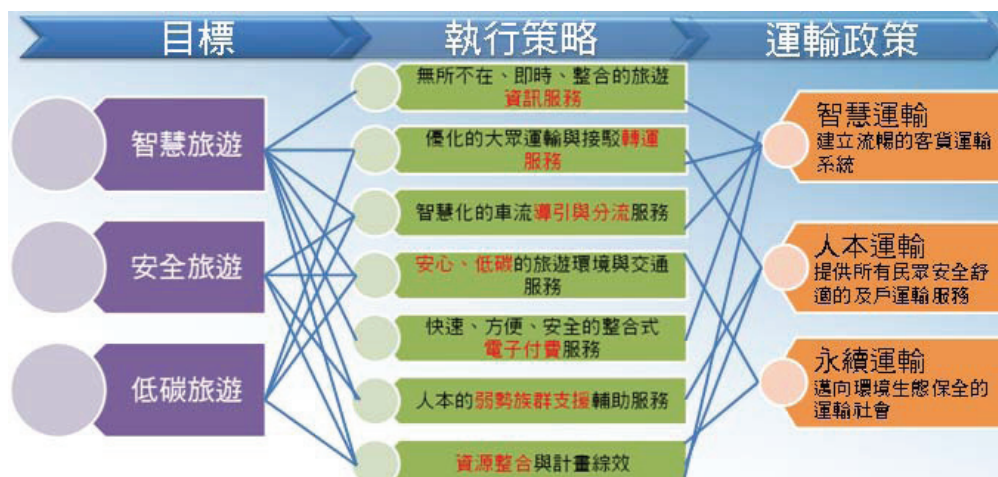 目標
執行策略
運輸政策
智慧旅遊
安全旅遊
低碳旅遊
無所不在、即時、整合的旅遊
資訊服務
優化的大眾運輸與接駁轉運
服務
智慧化的車流導引與分流服務
安心、低碳的旅遊環境與交通
服務
快速、方便、安全的整合式
電子付費服務
人本的弱勢族群支援輔助服務
資源整合與計畫綜效
智慧運輸
建立流暢的客貨運輸
系統
人本運輸
提供所有民眾安全舒
適的及戶運輸服務
永續運輸
邁向環境生態保全的
運輸社會